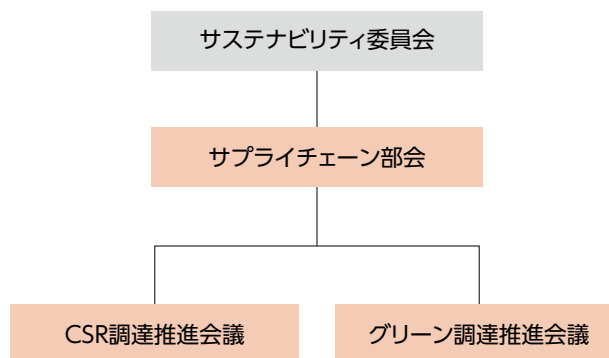 サステナビリティ委員会
サプライチェーン部会
CSR調達推進会議
グリーン調達推進会議